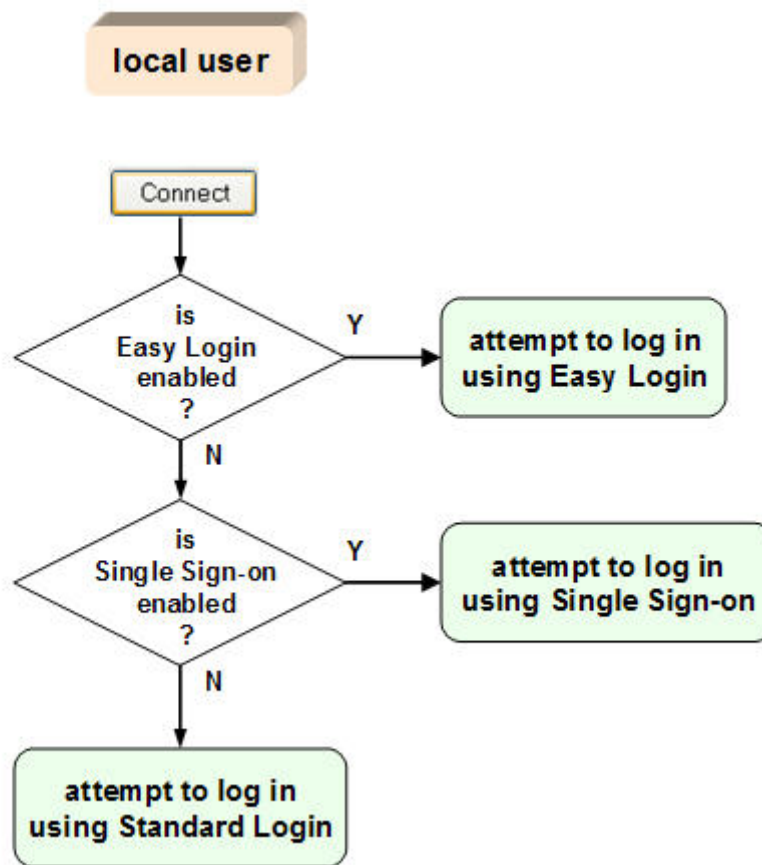 local user
Connect
is
Easy Login
enabled
?
Y
attempt to log in
using Easy Login
N
is
Single Sign-on
enabled
?
Y
attempt to log in
using Single Sign-on
N
attempt to log in
using Standard Login